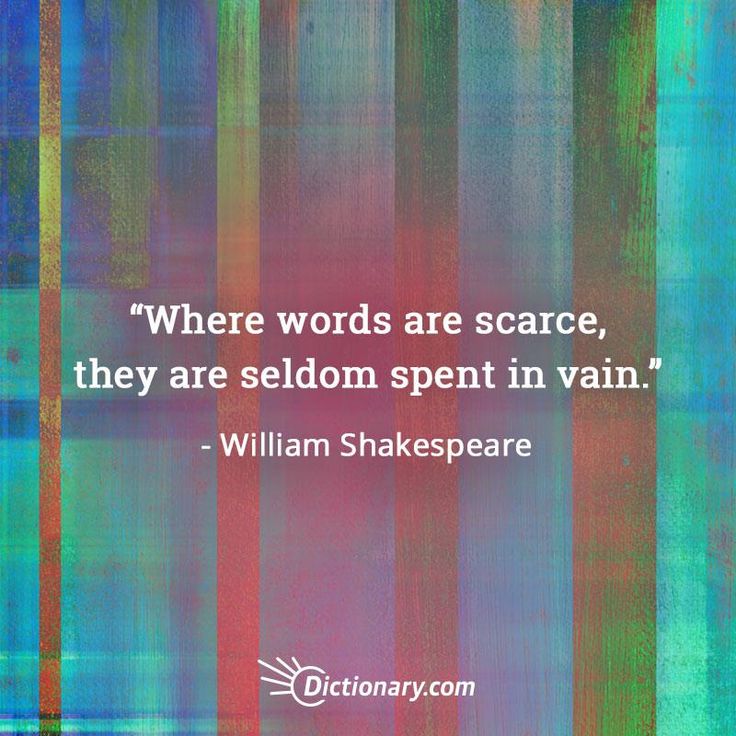 “Where words are scarce,
they are seldom spent in vain.”
- William Shakespeare
Dictionary.com